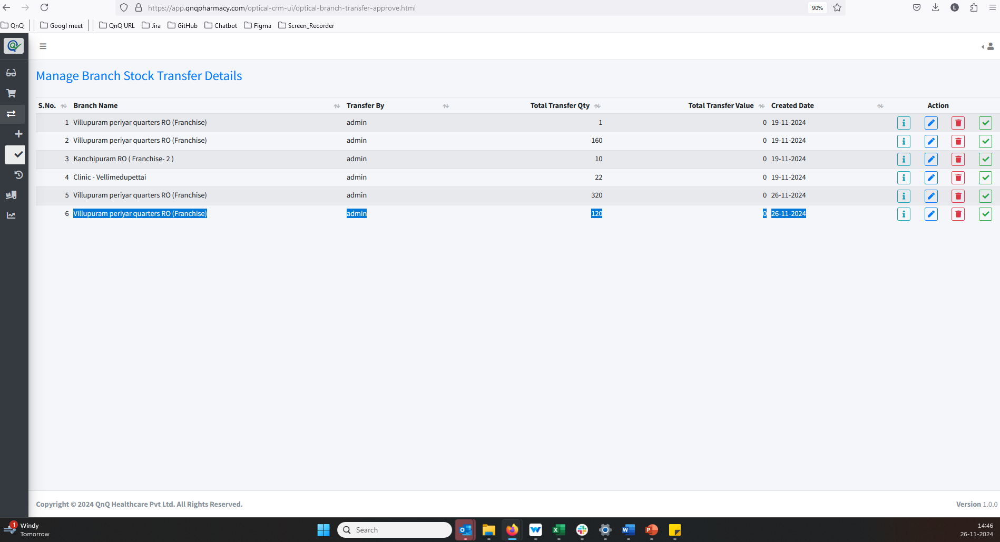 https://app.qnqpharmacy.com/optical-crm-ui/optical-branch-transfer-approve.html 90% L
QnQ Googl meet QnQ URL Jira GitHub Chatbot Figma Screen_Recorder
Manage Branch Stock Transfer Details
S.No. Branch Name Transfer By Total Transfer Qty Total Transfer Value Created Date Action
1 Villupuram periyar quarters RO (Franchise) admin 1 0 19-11-2024
2 Villupuram periyar quarters RO (Franchise) admin 160 0 19-11-2024
3 Kanchipuram RO ( Franchise- 2 ) admin 10 0 19-11-2024
4 Clinic - Vellimedupettai admin 22 0 19-11-2024
5 Villupuram periyar quarters RO (Franchise) admin 320 0 26-11-2024
6 Villupuram periyar quarters RO (Franchise) admin 120 0 26-11-2024
Copyright © 2024 QnQ Healthcare Pvt Ltd. All Rights Reserved. Version 1.0.0
1 Windy
Tomorrow
Search
14:46
26-11-2024